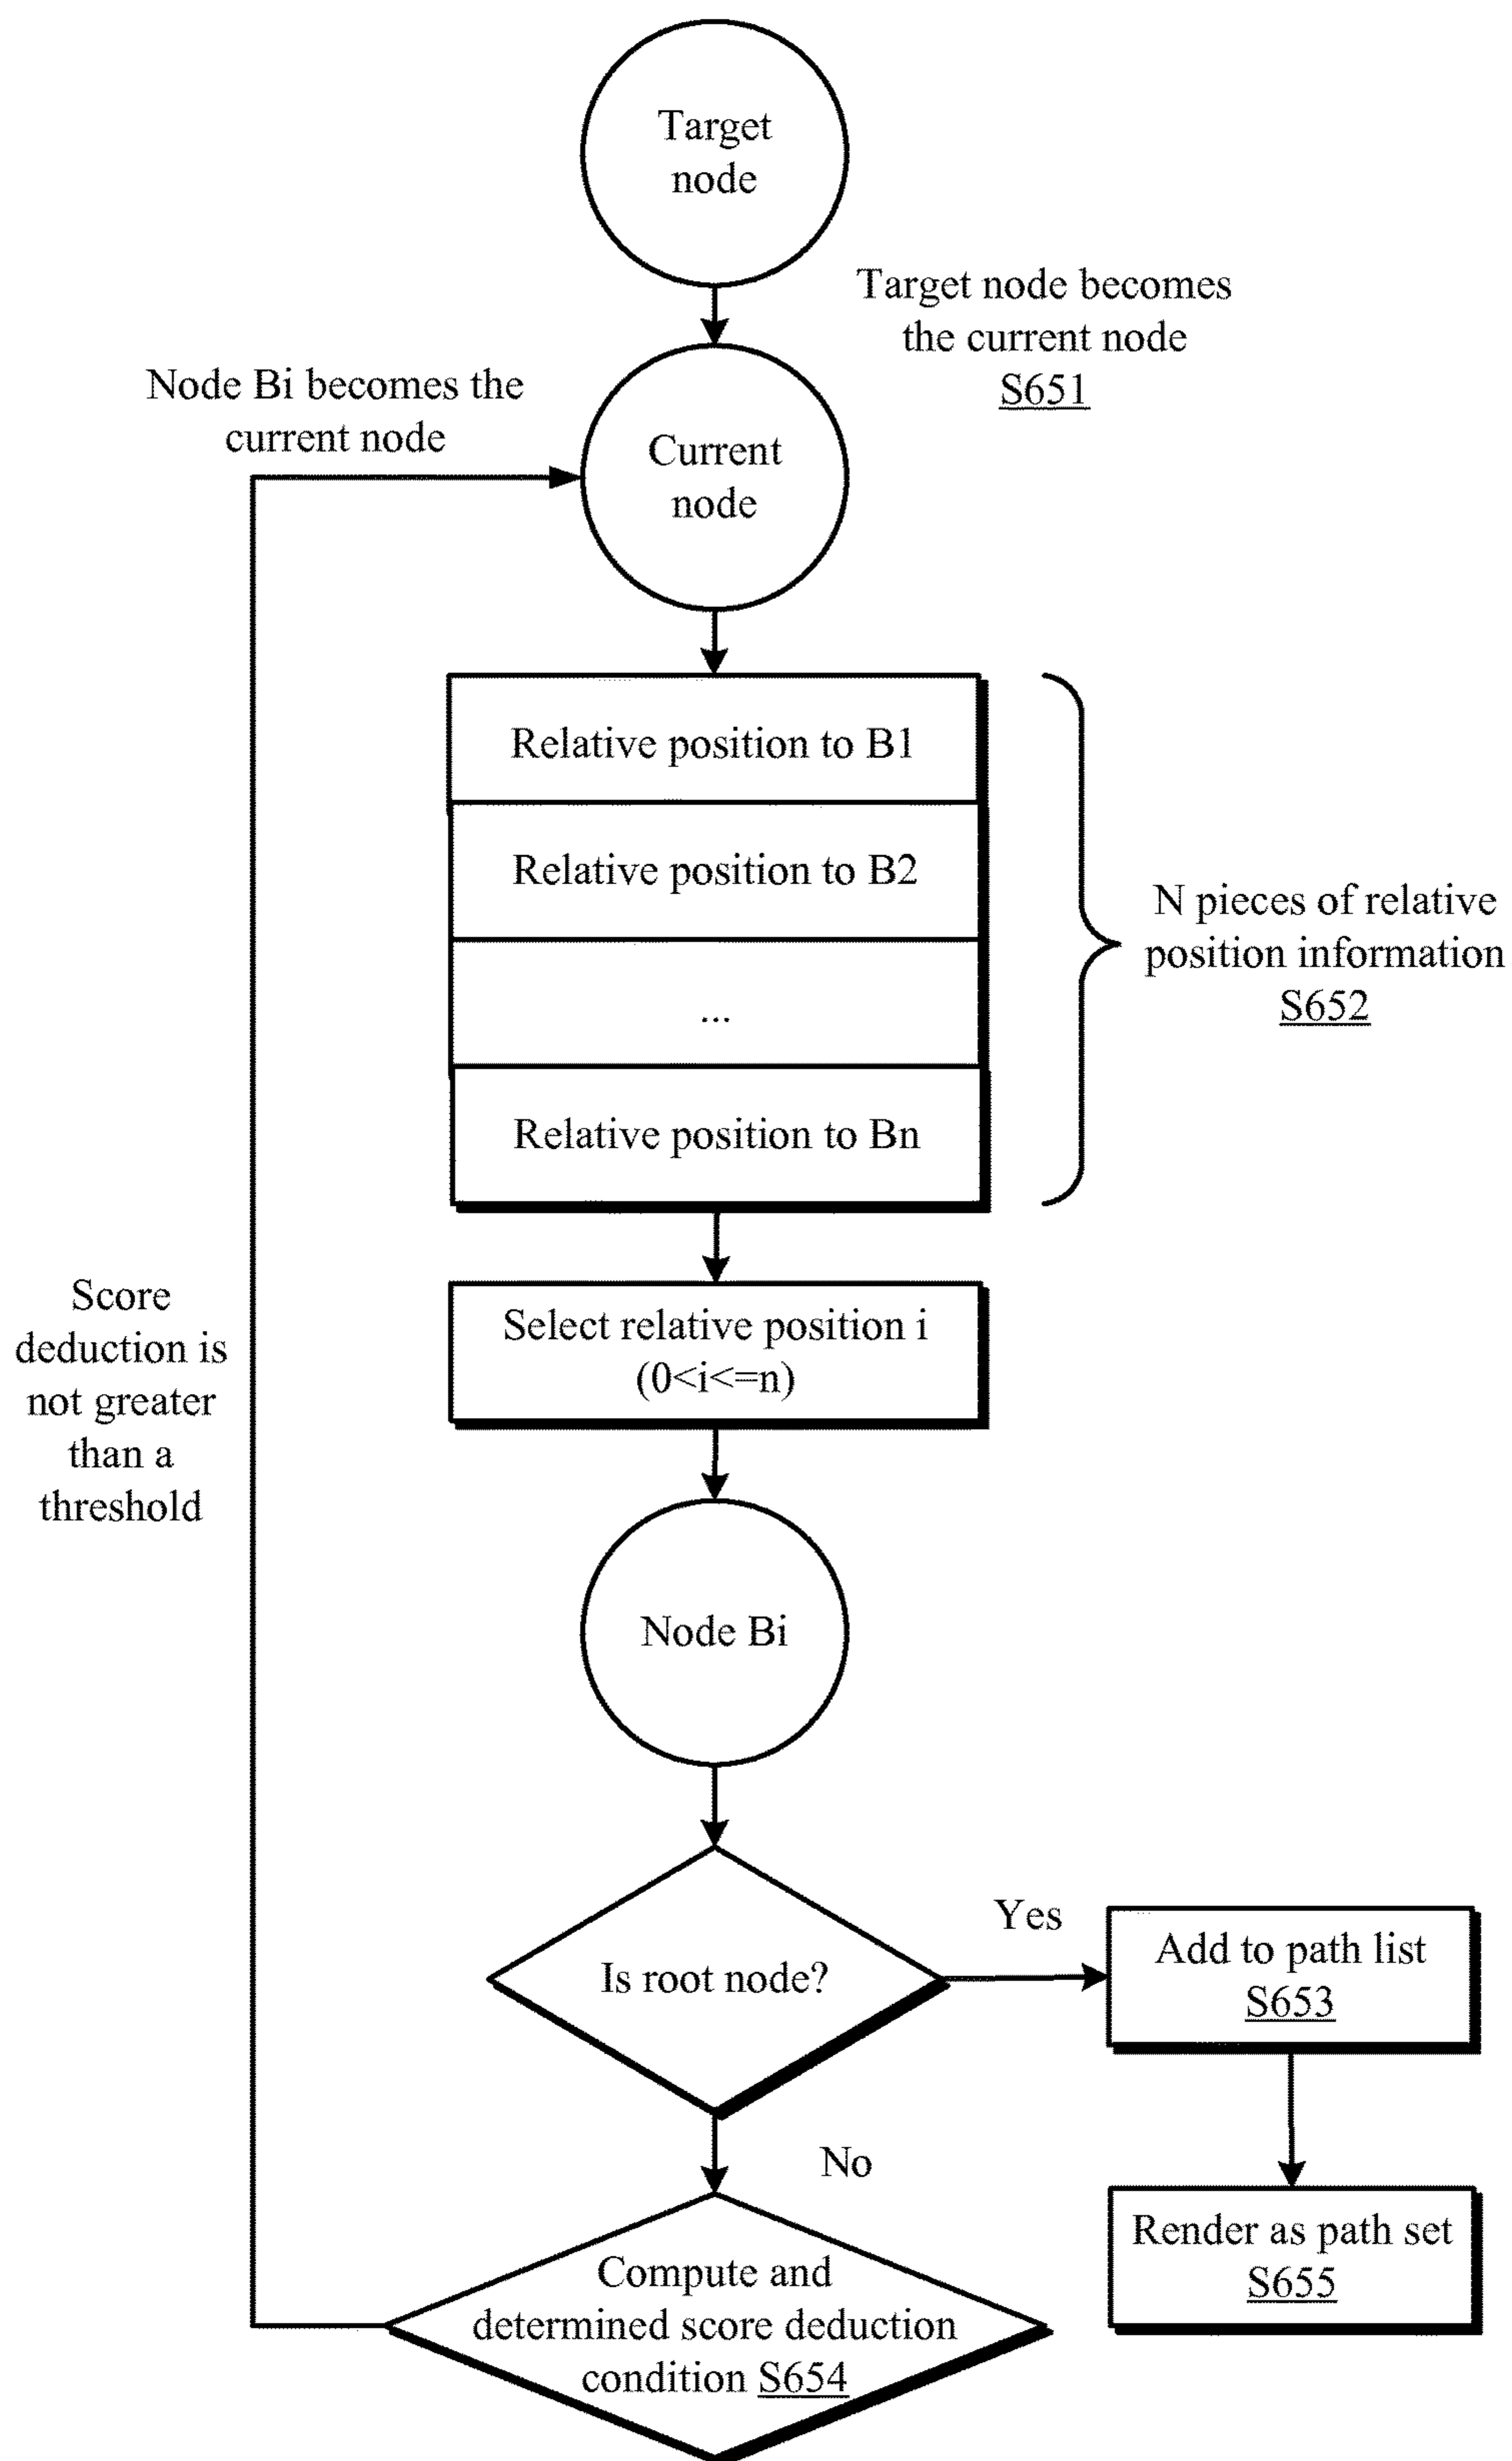 Target
node
Target node becomes
the current node
S651
Node Bi becomes the
current node
Current
node
Relative position to B1
Relative position to B2
...
Relative position to Bn
N pieces of relative
position information
S652
Score
deduction is
not greater
than a
threshold
Select relative position i
(0<i<=n)
Node Bi
Is root node?
Yes
Add to path list
S653
No
Render as path set
S655
Compute and
determined score deduction
condition S654